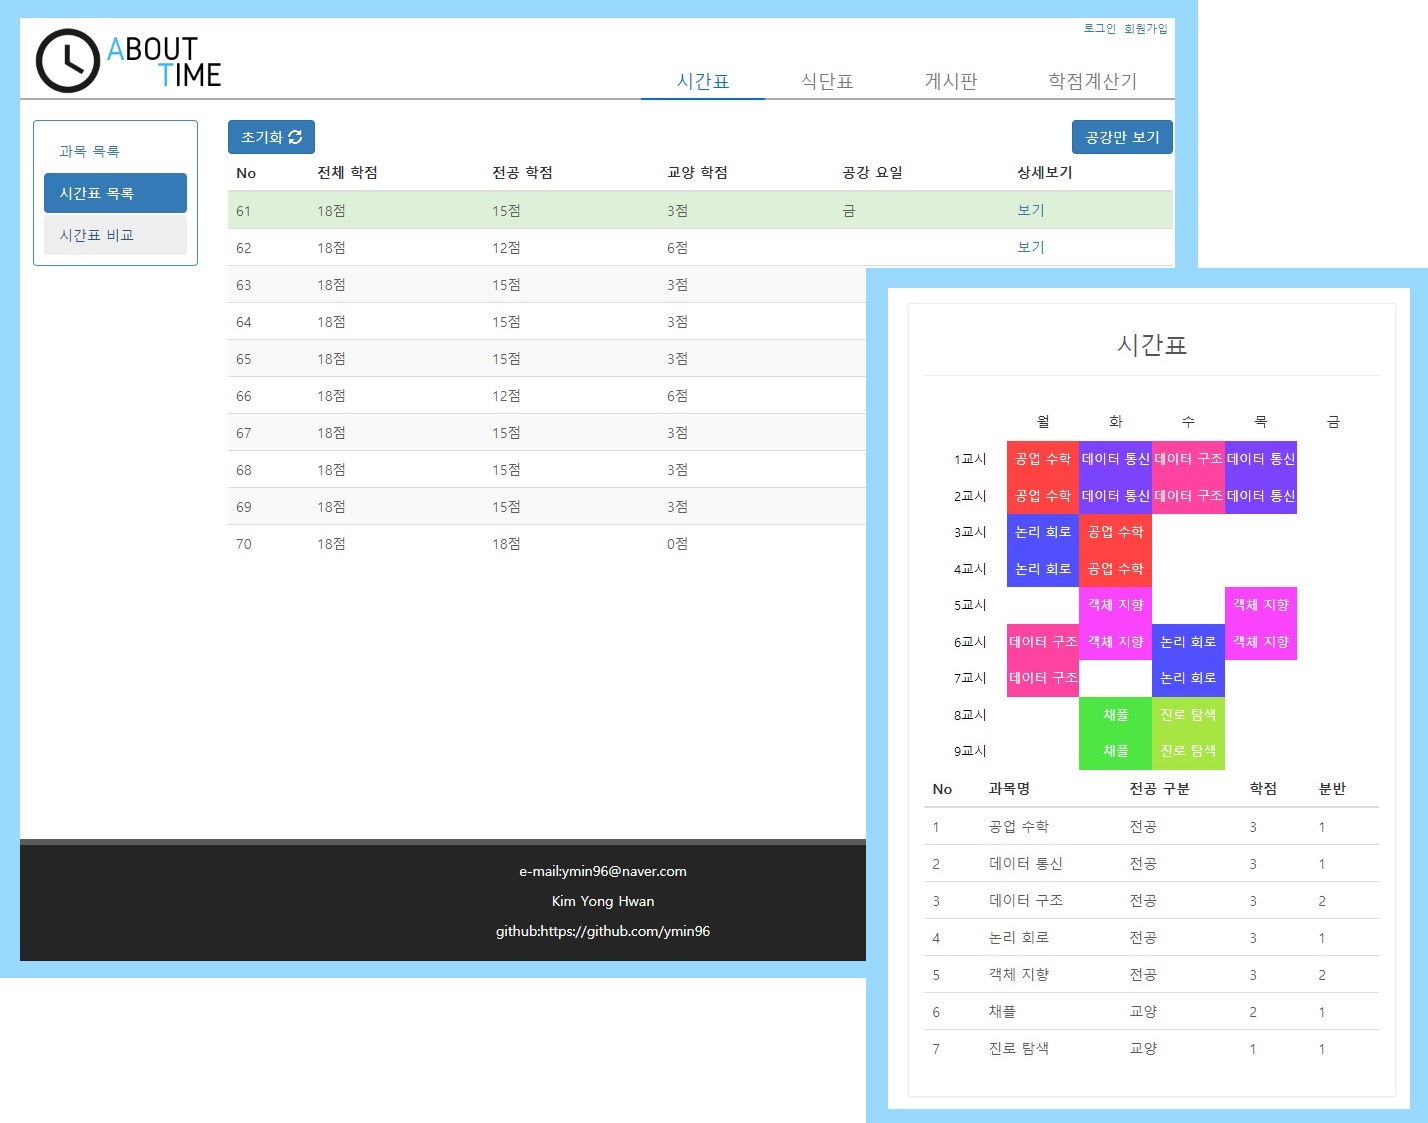 로그인 회원가입
ABOUT
TIME
시간표 식단표 게시판 학점계산기
과목 목록
시간표 목록
시간표 비교
초기화 공강만 보기
No 전체 학점 전공 학점 교양 학점 공강 요일 상세보기
61 18점 15점 3점 금 보기
62 18점 12점 6점 보기
63 18점 15점 3점
64 18점 15점 3점
65 18점 15점 3점
66 18점 12점 6점
67 18점 15점 3점
68 18점 15점 3점
69 18점 15점 3점
70 18점 18점 0점
e-mail:ymin96@naver.com
Kim Yong Hwan
github:https://github.com/ymin96
시간표
월 화 수 목 금
1교시 공업 수학 데이터 통신 데이터 구조 데이터 통신
2교시 공업 수학 데이터 통신 데이터 구조 데이터 통신
3교시 논리 회로 공업 수학
4교시 논리 회로 공업 수학
5교시 객체 지향 객체 지향
6교시 데이터 구조 객체 지향 논리 회로 객체 지향
7교시 데이터 구조 논리 회로
8교시 채플 진로 탐색
9교시 채플 진로 탐색
No 과목명 전공 구분 학점 분반
1 공업 수학 전공 3 1
2 데이터 통신 전공 3 1
3 데이터 구조 전공 3 2
4 논리 회로 전공 3 1
5 객체 지향 전공 3 2
6 채플 교양 2 1
7 진로 탐색 교양 1 1